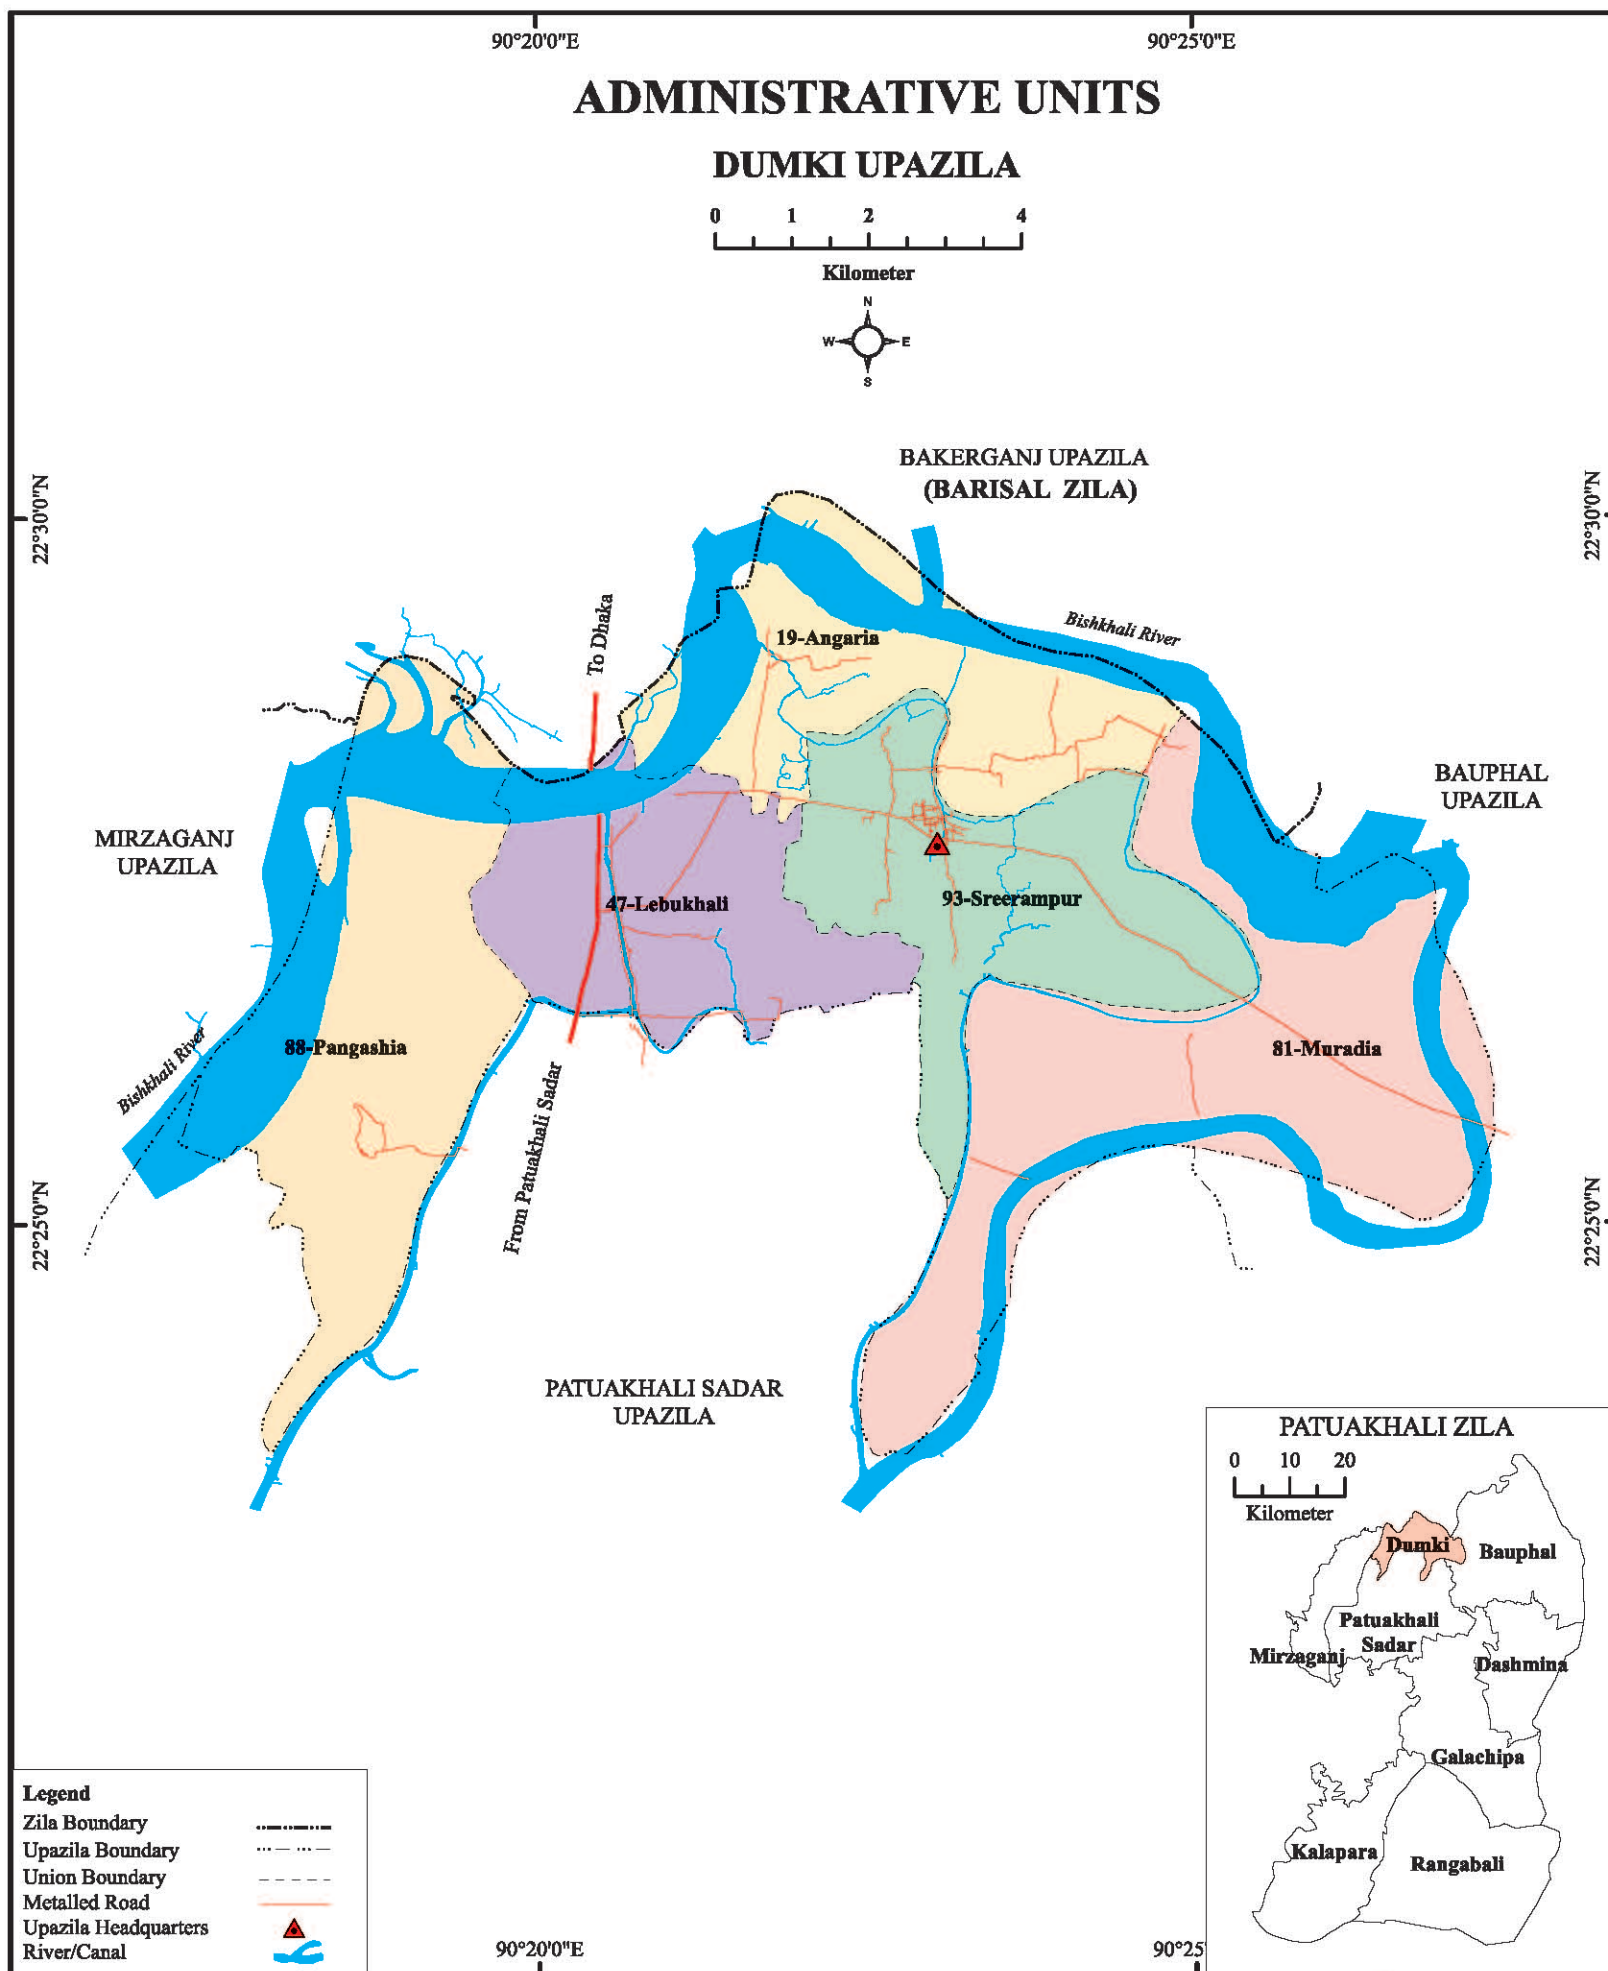 90°20'0"E
90°25'0"E
ADMINISTRATIVE UNITS
DUMKI UPAZILA
0 1 2 4
Kilometer
N
W E
S
BAKERGANJ UPAZILA
(BARISAL ZILA)
22°30'0"N
22°30'0"N
To Dhaka
Bishkhali River
19-Angaria
BAUPHAL
UPAZILA
MIRZAGANJ
UPAZILA
47-Lebukhali
93-Sreerampur
88-Pangashia
81-Muradia
Bishkhali River
From Patuakhali Sadar
22°25'0"N
22°25'0"N
PATUAKHALI SADAR
UPAZILA
PATUAKHALI ZILA
0 10 20
Kilometer
Dumki
Bauphal
Patuakhali
Sadar
Mirzaganj
Dashmina
Galachipa
Kalapara
Rangabali
Legend
Zila Boundary
Upazila Boundary
Union Boundary
Metalled Road
Upazila Headquarters
River/Canal
90°20'0"E
90°25'